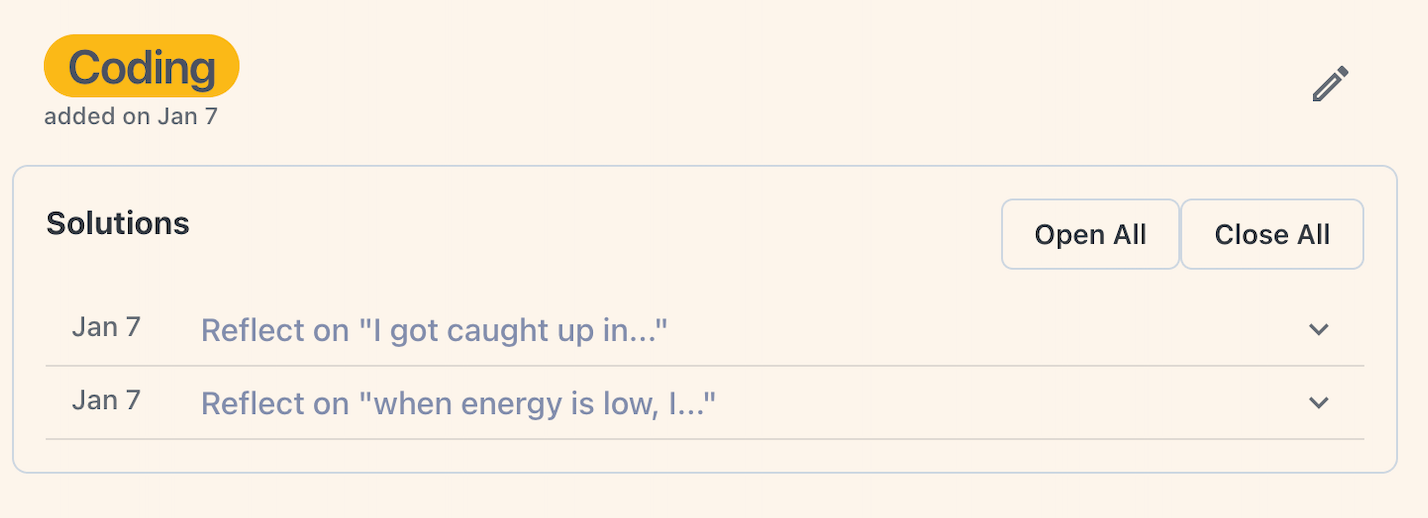 Coding
added on Jan 7
Solutions
Open All
Close All
Jan 7
Reflect on "I got caught up in..."
Jan 7
Reflect on "when energy is low, I..."